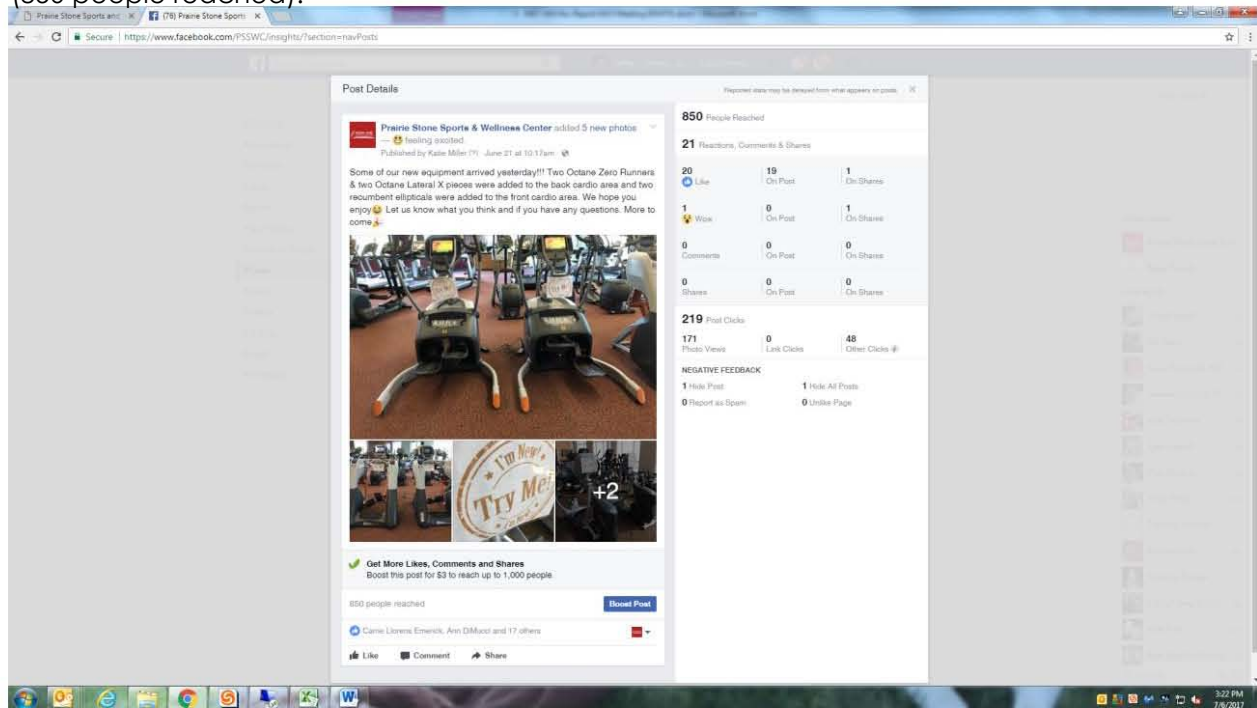 (850 people reached).
Prairie Stone Sports and
(76) Prairie Stone Sports
Secure | https://www.facebook.com/PSSWC/insights/?section=navPosts
Post Details
Reported stats may be delayed from what appears on posts
Prairie Stone Sports & Wellness Center added 5 new photos
— feeling excited.
Published by Katie Miller [?] · June 21 at 10:17am ·
Some of our new equipment arrived yesterday!!! Two Octane Zero Runners
& two Octane Lateral X pieces were added to the back cardio area and two
recumbent ellipticals were added to the front cardio area. We hope you
enjoy Let us know what you think and if you have any questions. More to
come
I'm New!
Try Me!
+2
Get More Likes, Comments and Shares
Boost this post for $3 to reach up to 1,000 people.
850 people reached
Boost Post
Carrie Llorens Emerick, Ann DiMucci and 17 others
Like Comment Share
850 People Reached
21 Reactions, Comments & Shares
20 19 1
Like On Post On Shares
1 0 1
Wow On Post On Shares
0 0 0
Comments On Post On Shares
0 0 0
Shares On Post On Shares
219 Post Clicks
171 0 48
Photo Views Link Clicks Other Clicks
NEGATIVE FEEDBACK
1 Hide Post 1 Hide All Posts
0 Report as Spam 0 Unlike Page
3:22 PM
7/6/2017